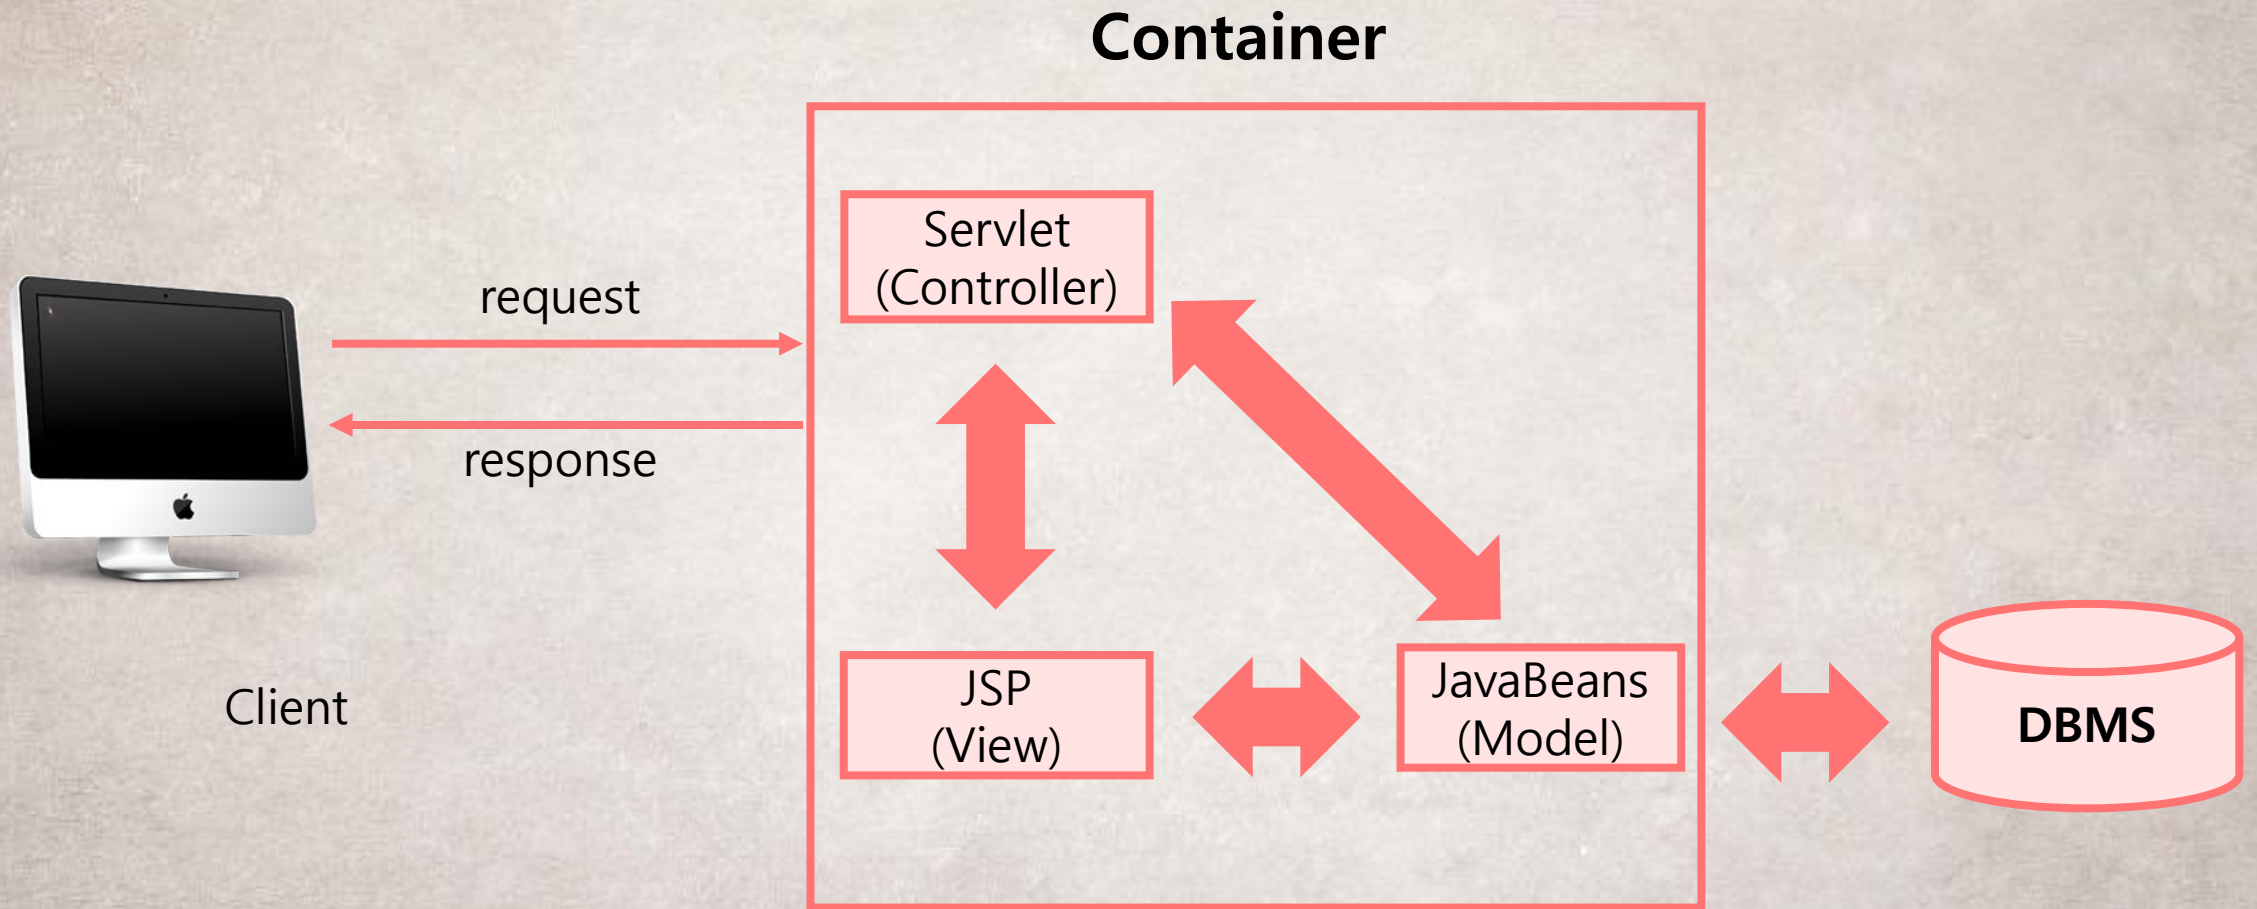 Container
Servlet
(Controller)
request
response
Client
JSP
(View)
JavaBeans
(Model)
DBMS